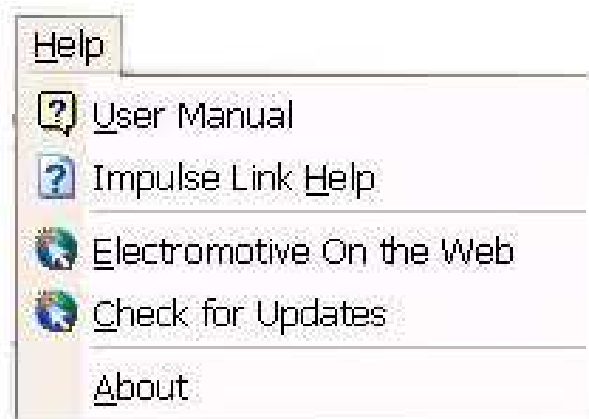 Help
User Manual
Impulse Link Help
Electromotive On the Web
Check for Updates
About